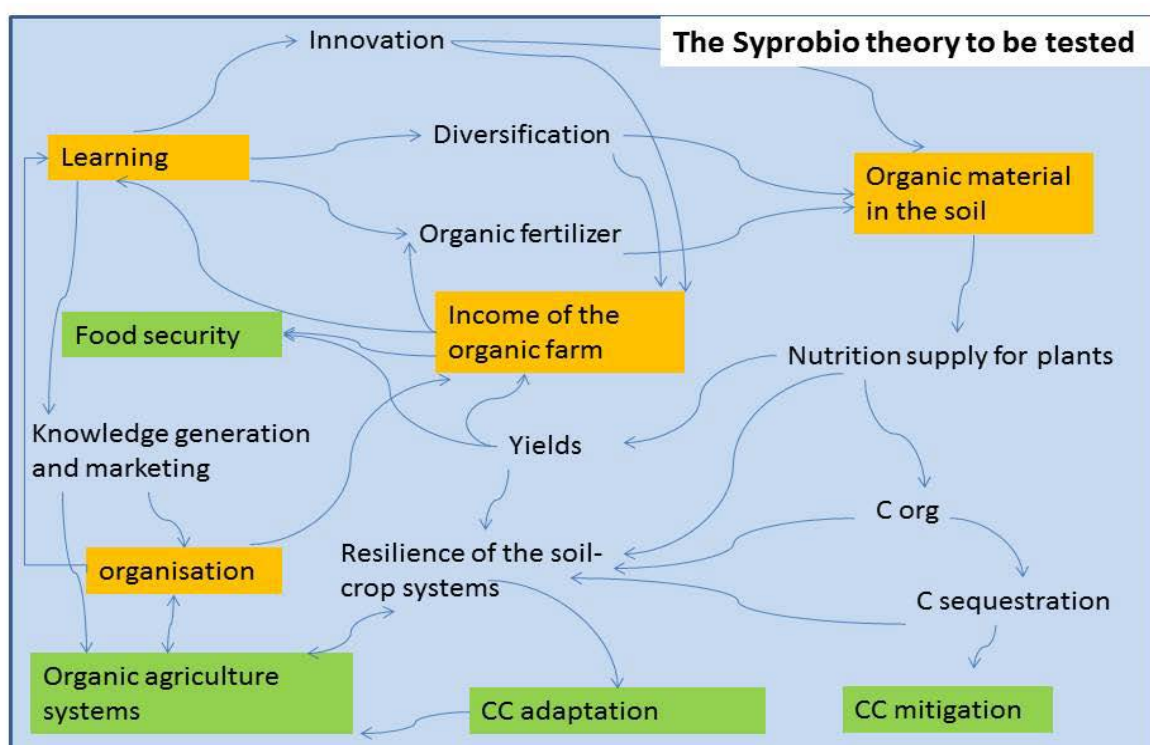 The Syprobio theory to be tested
Innovation
Diversification
Learning
Organic material
in the soil
Organic fertilizer
Income of the
organic farm
Food security
Nutrition supply for plants
Knowledge generation
and marketing
Yields
C org
organisation
Resilience of the soil-
crop systems
C sequestration
Organic agriculture
systems
CC adaptation
CC mitigation